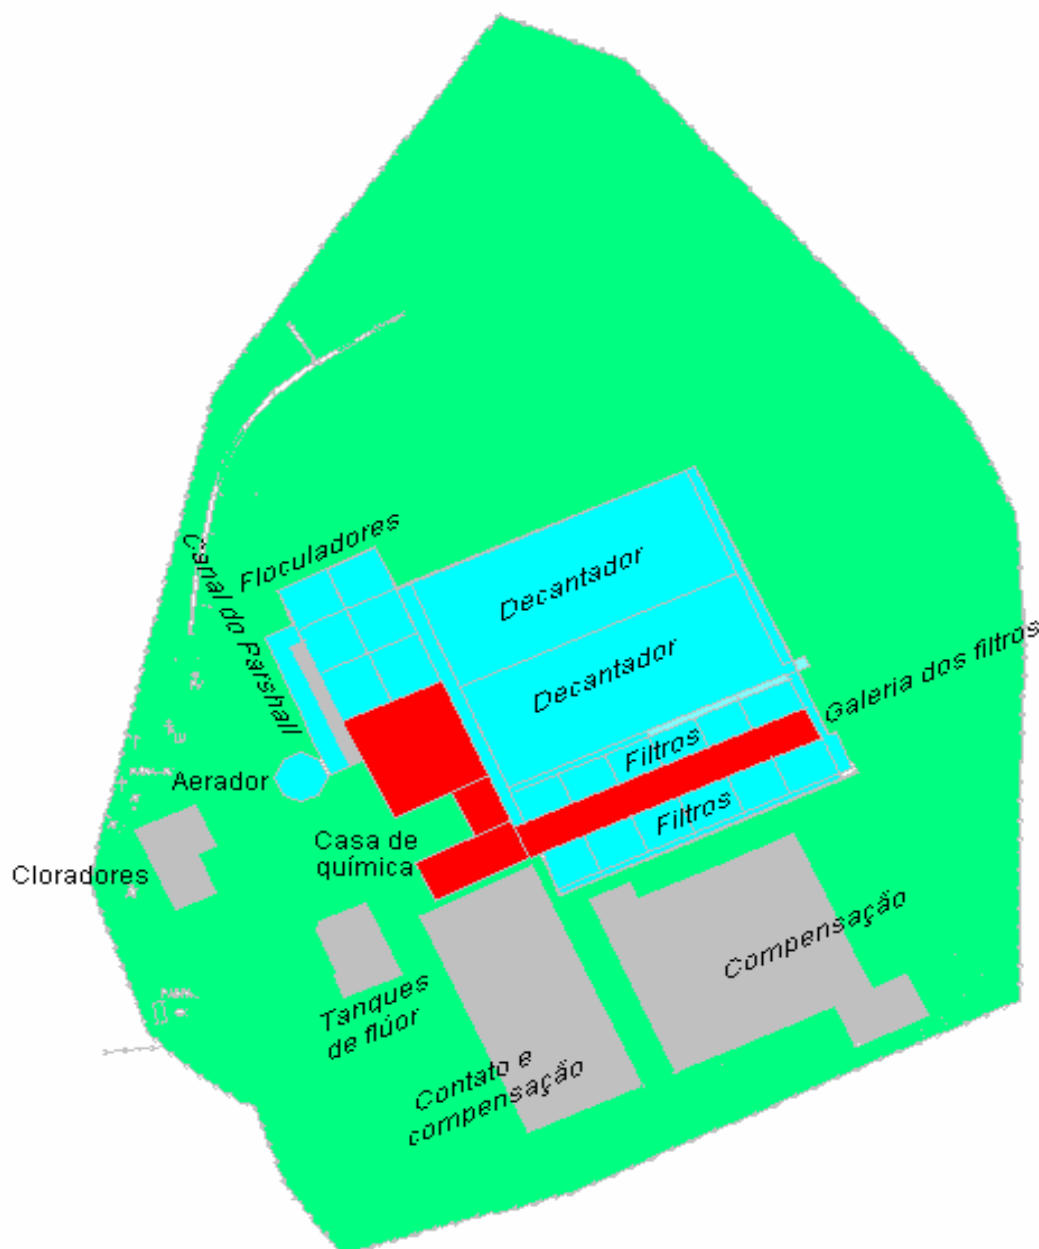 Floculadores
Canal do Parshall
Decantador
Decantador
Galeria dos filtros
Filtros
Filtros
Aerador
Casa de
química
Cloradores
Compensação
Tanques
de flúor
Contato e
compensação